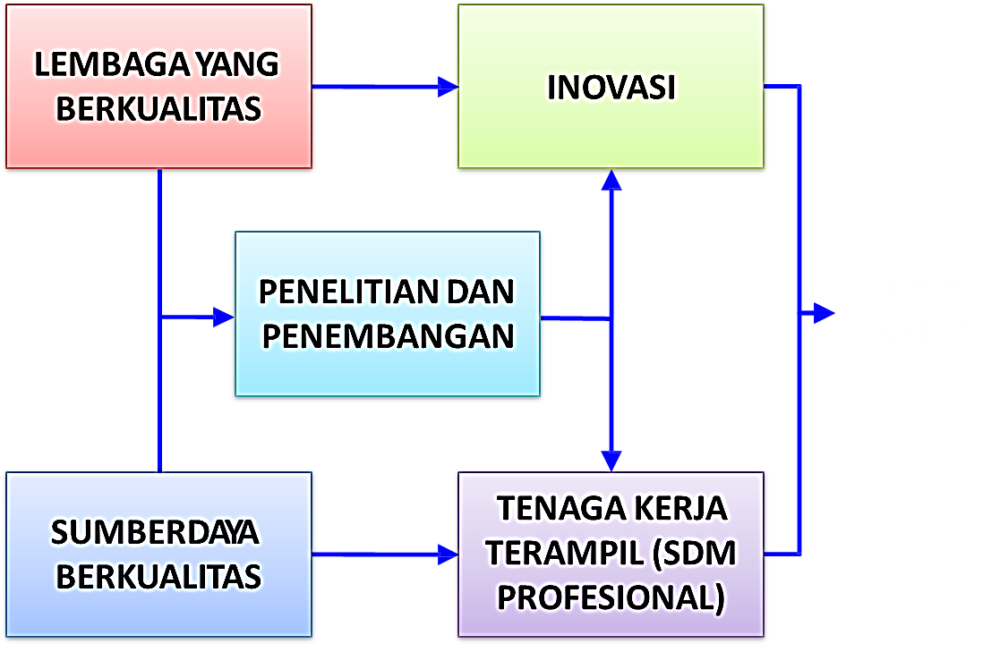 LEMBAGA YANG
BERKUALITAS
INOVASI
PENELITIAN DAN
PENEMBANGAN
SUMBERDAYA
BERKUALITAS
TENAGA KERJA
TERAMPIL (SDM
PROFESIONAL)